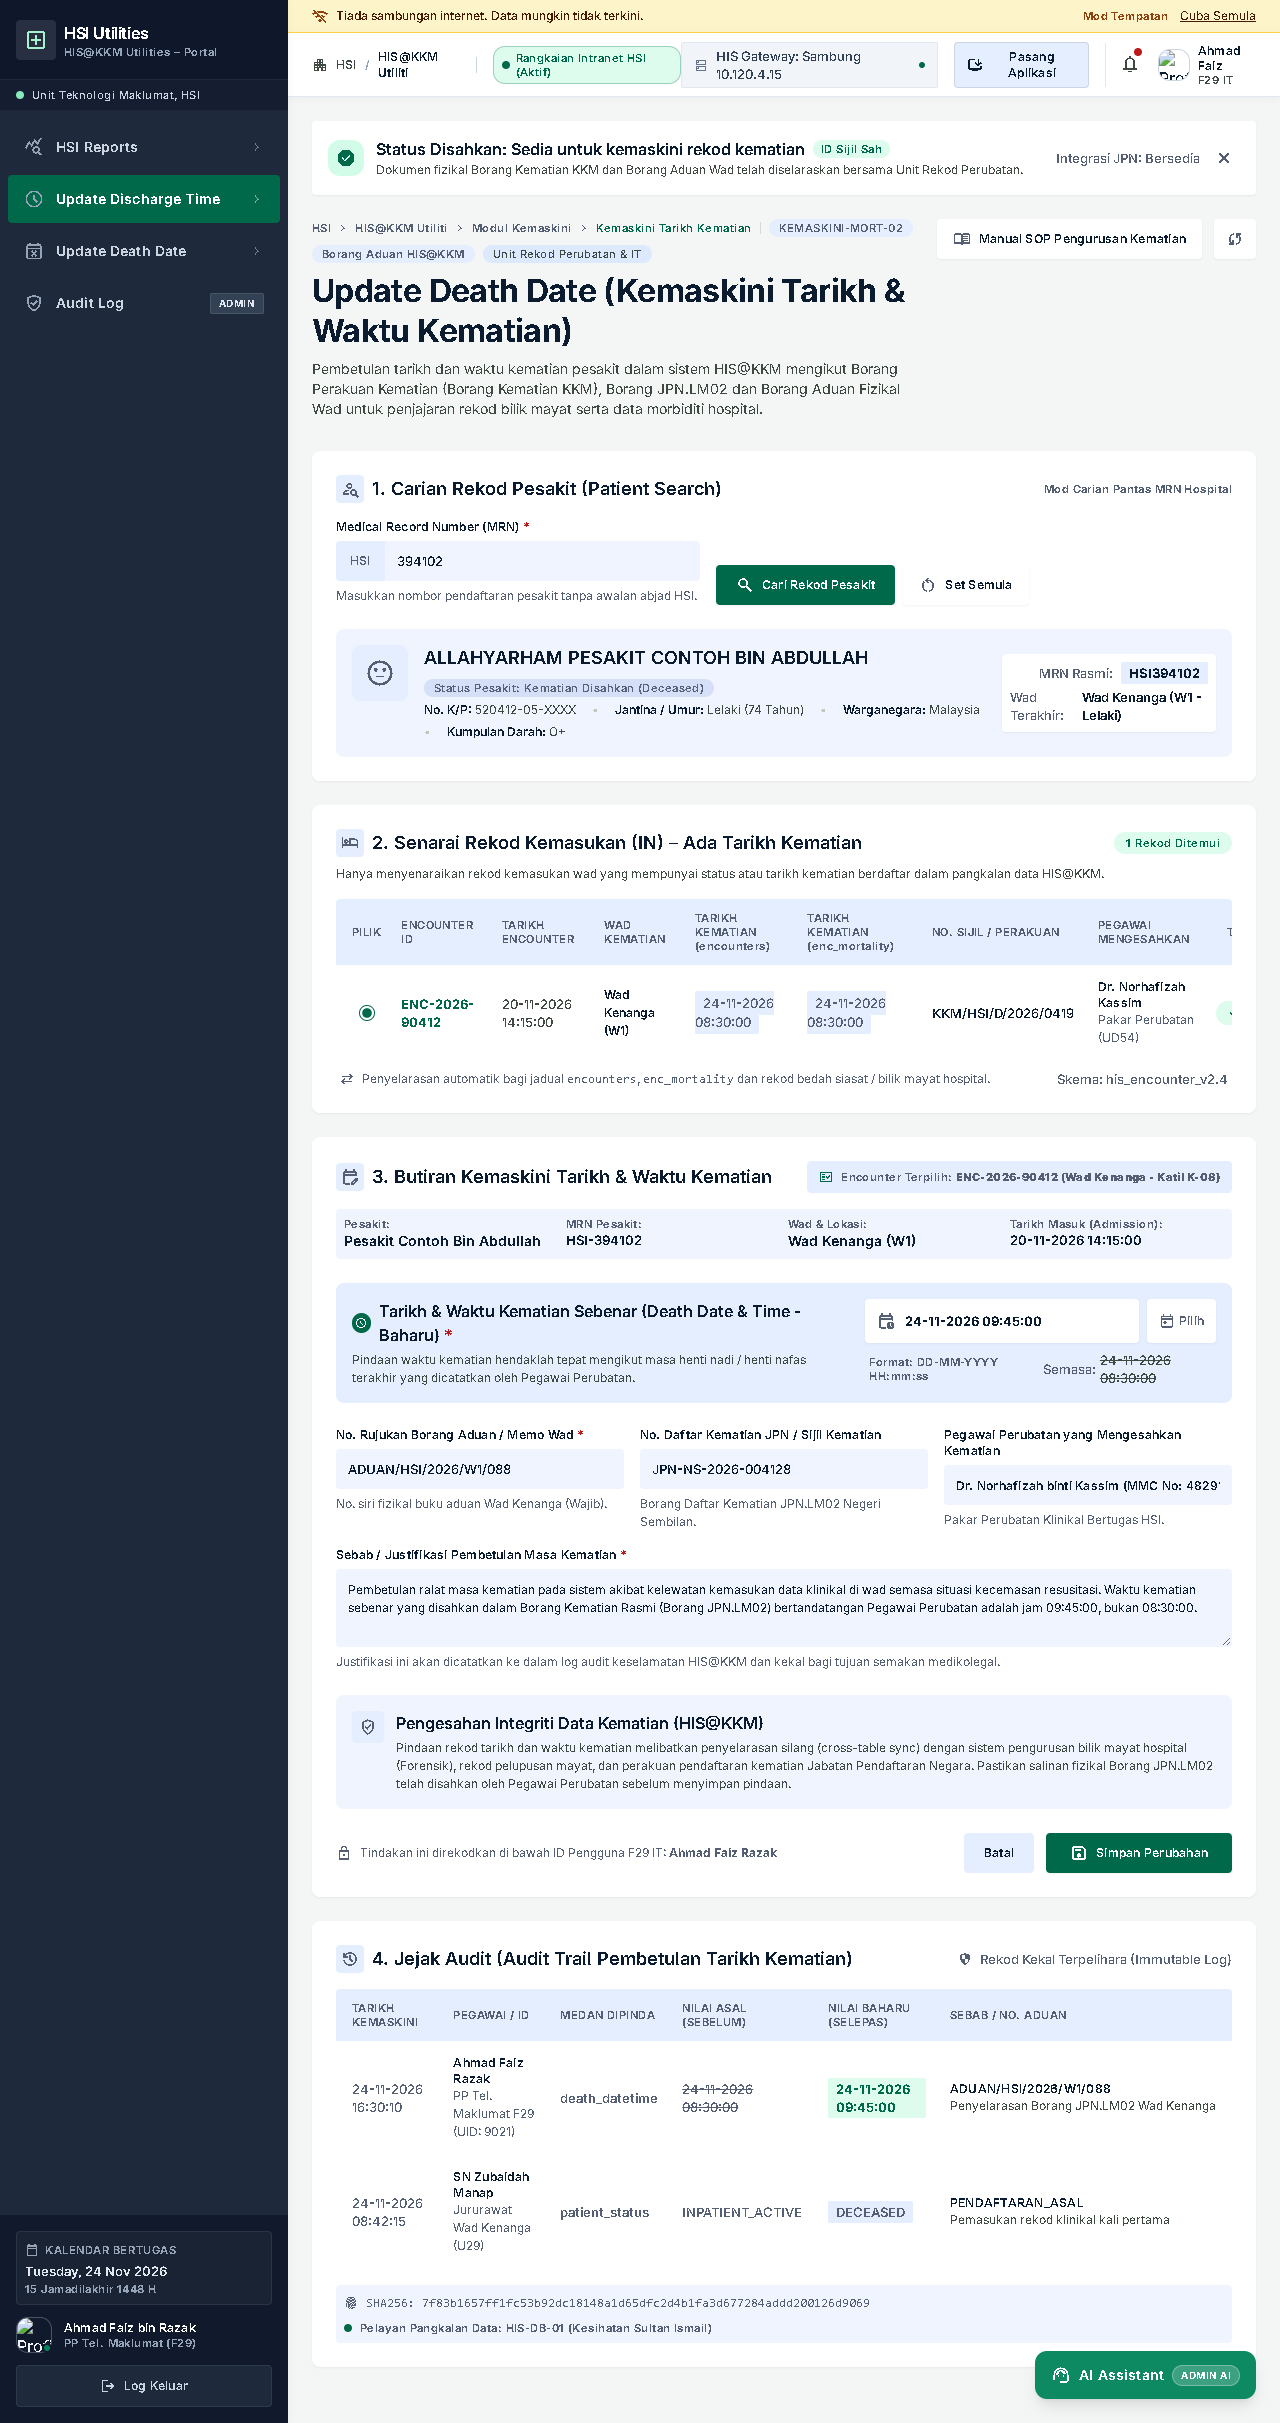 HSI Utilities
HIS@KKM Utilities – Portal
Unit Teknologi Maklumat, HSI
HSI Reports
Update Discharge Time
Update Death Date
Audit Log
ADMIN
KALENDAR BERTUGAS
Tuesday, 24 Nov 2026
15 Jamadilakhir 1448 H
Ahmad Faiz bin Razak
PP Tel. Maklumat (F29)
Log Keluar
Tiada sambungan internet. Data mungkin tidak terkini.
Mod Tempatan
Cuba Semula
HSI / HIS@KKM Utiliti
Rangkaian Intranet HSI (Aktif)
HIS Gateway: Sambung 10.120.4.15
Pasang Aplikasi
Ahmad Faiz
F29 IT
Status Disahkan: Sedia untuk kemaskini rekod kematian
ID Sijil Sah
Dokumen fizikal Borang Kematian KKM dan Borang Aduan Wad telah diselaraskan bersama Unit Rekod Perubatan.
Integrasi JPN: Bersedia
HSI > HIS@KKM Utiliti > Modul Kemaskini > Kemaskini Tarikh Kematian
KEMASKINI-MORT-02
Borang Aduan HIS@KKM
Unit Rekod Perubatan & IT
Manual SOP Pengurusan Kematian
Update Death Date (Kemaskini Tarikh &
Waktu Kematian)
Pembetulan tarikh dan waktu kematian pesakit dalam sistem HIS@KKM mengikut Borang
Perakuan Kematian (Borang Kematian KKM), Borang JPN.LM02 dan Borang Aduan Fizikal
Wad untuk penjajaran rekod bilik mayat serta data morbiditi hospital.
1. Carian Rekod Pesakit (Patient Search)
Mod Carian Pantas MRN Hospital
Medical Record Number (MRN) *
HSI
394102
Masukkan nombor pendaftaran pesakit tanpa awalan abjad HSI.
Cari Rekod Pesakit
Set Semula
ALLAHYARHAM PESAKIT CONTOH BIN ABDULLAH
Status Pesakit: Kematian Disahkan (Deceased)
No. K/P: 520412-05-XXXX • Jantina / Umur: Lelaki (74 Tahun) • Warganegara: Malaysia
• Kumpulan Darah: O+
MRN Rasmi: HSI394102
Wad Terakhir: Wad Kenanga (W1 - Lelaki)
2. Senarai Rekod Kemasukan (IN) – Ada Tarikh Kematian
1 Rekod Ditemui
Hanya menyenaraikan rekod kemasukan wad yang mempunyai status atau tarikh kematian berdaftar dalam pangkalan data HIS@KKM.
PILIK
ENCOUNTER ID
TARIKH ENCOUNTER
WAD KEMATIAN
TARIKH KEMATIAN (encounters)
TARIKH KEMATIAN (enc_mortality)
NO. SIJIL / PERAKUAN
PEGAWAI MENGESAHKAN
ENC-2026-90412
20-11-2026 14:15:00
Wad Kenanga (W1)
24-11-2026 08:30:00
24-11-2026 08:30:00
KKM/HSI/D/2026/0419
Dr. Norhafizah Kassim
Pakar Perubatan (UD54)
Penyelarasan automatik bagi jadual encounters, enc_mortality dan rekod bedah siasat / bilik mayat hospital.
Skema: his_encounter_v2.4
3. Butiran Kemaskini Tarikh & Waktu Kematian
Encounter Terpilih: ENC-2026-90412 (Wad Kenanga - Katil K-08)
Pesakit:
Pesakit Contoh Bin Abdullah
MRN Pesakit:
HSI-394102
Wad & Lokasi:
Wad Kenanga (W1)
Tarikh Masuk (Admission):
20-11-2026 14:15:00
Tarikh & Waktu Kematian Sebenar (Death Date & Time -
Baharu) *
Pindaan waktu kematian hendaklah tepat mengikut masa henti nadi / henti nafas
terakhir yang dicatatkan oleh Pegawai Perubatan.
24-11-2026 09:45:00
Pilih
Format: DD-MM-YYYY HH:mm:ss
Semasa: 24-11-2026 08:30:00
No. Rujukan Borang Aduan / Memo Wad *
ADUAN/HSI/2026/W1/088
No. siri fizikal buku aduan Wad Kenanga (Wajib).
No. Daftar Kematian JPN / Sijil Kematian
JPN-NS-2026-004128
Borang Daftar Kematian JPN.LM02 Negeri
Sembilan.
Pegawai Perubatan yang Mengesahkan
Kematian
Dr. Norhafizah binti Kassim (MMC No: 4829
Pakar Perubatan Klinikal Bertugas HSI.
Sebab / Justifikasi Pembetulan Masa Kematian *
Pembetulan ralat masa kematian pada sistem akibat kelewatan kemasukan data klinikal di wad semasa situasi kecemasan resusitasi. Waktu kematian
sebenar yang disahkan dalam Borang Kematian Rasmi (Borang JPN.LM02) bertandatangan Pegawai Perubatan adalah jam 09:45:00, bukan 08:30:00.
Justifikasi ini akan dicatatkan ke dalam log audit keselamatan HIS@KKM dan kekal bagi tujuan semakan medikolegal.
Pengesahan Integriti Data Kematian (HIS@KKM)
Pindaan rekod tarikh dan waktu kematian melibatkan penyelarasan silang (cross-table sync) dengan sistem pengurusan bilik mayat hospital
(Forensik), rekod pelupusan mayat, dan perakuan pendaftaran kematian Jabatan Pendaftaran Negara. Pastikan salinan fizikal Borang JPN.LM02
telah disahkan oleh Pegawai Perubatan sebelum menyimpan pindaan.
Tindakan ini direkodkan di bawah ID Pengguna F29 IT: Ahmad Faiz Razak
Batal
Simpan Perubahan
4. Jejak Audit (Audit Trail Pembetulan Tarikh Kematian)
Rekod Kekal Terpelihara (Immutable Log)
TARIKH KEMASKINI
PEGAWAI / ID
MEDAN DIPINDA
NILAI ASAL (SEBELUM)
NILAI BAHARU (SELEPAS)
SEBAB / NO. ADUAN
24-11-2026 16:30:10
Ahmad Faiz Razak
PP Tel. Maklumat F29 (UID: 9021)
death_datetime
24-11-2026 08:30:00
24-11-2026 09:45:00
ADUAN/HSI/2026/W1/088
Penyelarasan Borang JPN.LM02 Wad Kenanga
24-11-2026 08:42:15
SN Zubaidah Manap
Jururawat Wad Kenanga (U29)
patient_status
INPATIENT_ACTIVE
DECEASED
PENDAFTARAN_ASAL
Pemasukan rekod klinikal kali pertama
SHA256: 7f83b1657ff1fc53b92dc18148a1d65dfc2d4b1fa3d677284addd200126d9069
Pelayan Pangkalan Data: HIS-DB-01 (Kesihatan Sultan Ismail)
AI Assistant
ADMIN AI